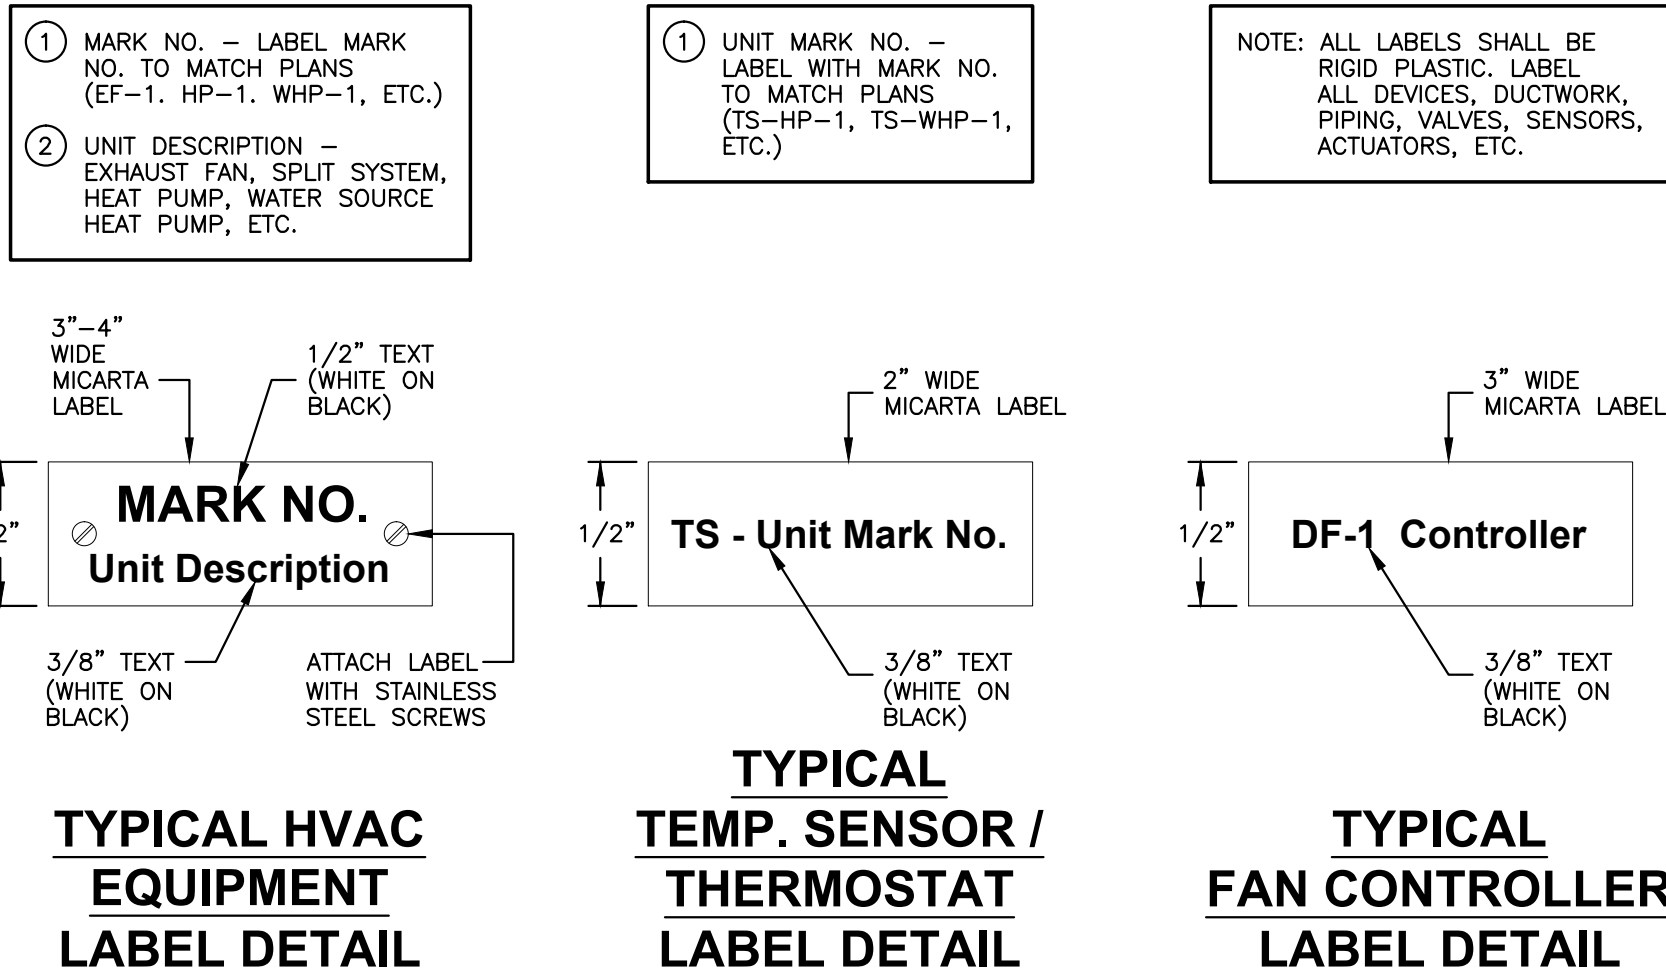 1 MARK NO. – LABEL MARK
NO. TO MATCH PLANS
(EF–1. HP–1. WHP–1, ETC.)
2 UNIT DESCRIPTION –
EXHAUST FAN, SPLIT SYSTEM,
HEAT PUMP, WATER SOURCE
HEAT PUMP, ETC.
3"–4"
WIDE
MICARTA
LABEL
1/2" TEXT
(WHITE ON
BLACK)
MARK NO.
Unit Description
3/8" TEXT
(WHITE ON
BLACK)
ATTACH LABEL
WITH STAINLESS
STEEL SCREWS
TYPICAL HVAC
EQUIPMENT
LABEL DETAIL
1 UNIT MARK NO. –
LABEL WITH MARK NO.
TO MATCH PLANS
(TS–HP–1, TS–WHP–1,
ETC.)
2" WIDE
MICARTA LABEL
1/2"
TS - Unit Mark No.
3/8" TEXT
(WHITE ON
BLACK)
TYPICAL
TEMP. SENSOR /
THERMOSTAT
LABEL DETAIL
NOTE: ALL LABELS SHALL BE
RIGID PLASTIC. LABEL
ALL DEVICES, DUCTWORK,
PIPING, VALVES, SENSORS,
ACTUATORS, ETC.
3" WIDE
MICARTA LABEL
1/2"
DF-1 Controller
3/8" TEXT
(WHITE ON
BLACK)
TYPICAL
FAN CONTROLLER
LABEL DETAIL